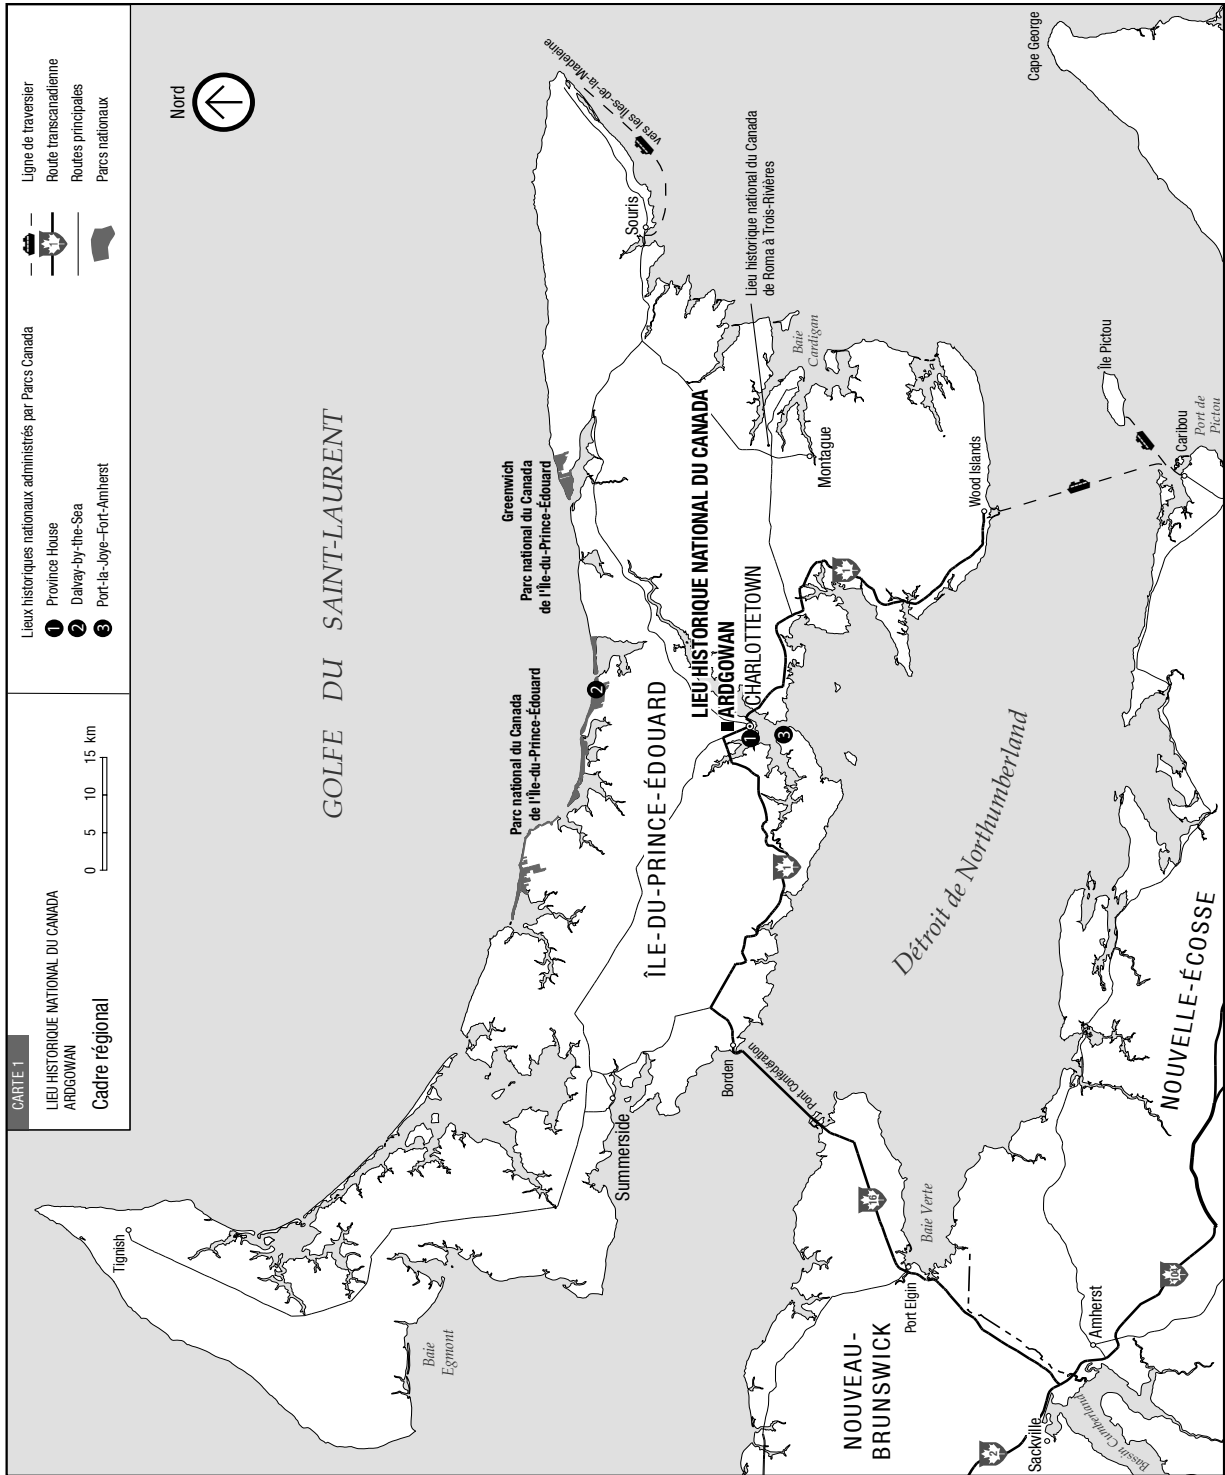 CARTE 1
LIEU HISTORIQUE NATIONAL DU CANADA
ARDGOWAN
Cadre régional
0 5 10 15 km
Lieux historiques nationaux administrés par Parcs Canada
1 Province House
2 Dalvay-by-the-Sea
3 Port-la-Joye–Fort-Amherst
Ligne de traversier
1 Route transcanadienne
Routes principales
Parcs nationaux
Nord
GOLFE DU SAINT-LAURENT
Tignish
Baie
Egmont
Summerside
Parc national du Canada
de l'Île-du-Prince-Édouard
2
Greenwich
Parc national du Canada
de l'Île-du-Prince-Édouard
vers les Îles-de-la-Madeleine
Souris
ÎLE-DU-PRINCE-ÉDOUARD
LIEU HISTORIQUE NATIONAL DU CANADA
ARDGOWAN
CHARLOTTETOWN
1
3
1
1
Lieu historique national du Canada
de Roma à Trois-Rivières
Baie
Cardigan
Montague
Wood Islands
Borden
Pont Confédération
Détroit de Northumberland
Île Pictou
Caribou
Port de
Pictou
Cape George
16
Baie Verte
Port Elgin
NOUVEAU-
BRUNSWICK
NOUVELLE-ÉCOSSE
Amherst
104
Sackville
2
Bassin Cumberland